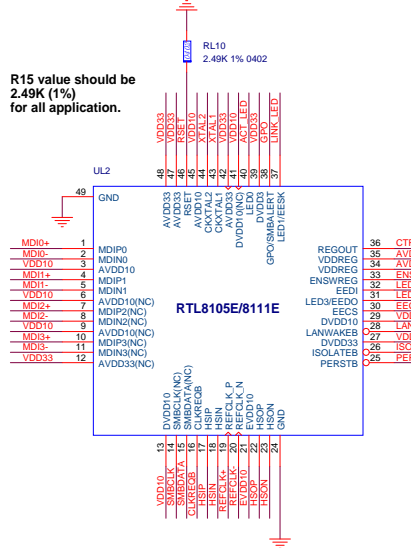 RL10
2.49K 1% 0402
R15 value should be
2.49K (1%)
for all application.
VDD33
VDD33
RSET
VDD10
XTAL2
XTAL1
VDD33
VDD10
ACT_LED
VDD33
GPO
LINK_LED
48
47
46
45
44
43
42
41
40
39
38
37
UL2
AVDD33
AVDD33
RSET
AVDD10
CKXTAL2
CKXTAL1
AVDD33
DVDD10(NC)
LED0
DVDD3
GPO/SMBALERT
LED1/EESK
49
GND
MDI0+ 1 MDIP0
MDI0- 2 MDIN0
VDD10 3 AVDD10
MDI1+ 4 MDIP1
MDI1- 5 MDIN1
VDD10 6 AVDD10(NC)
MDI2+ 7 MDIP2(NC)
MDI2- 8 MDIN2(NC)
VDD10 9 AVDD10(NC)
MDI3+ 10 MDIP3(NC)
MDI3- 11 MDIN3(NC)
VDD33 12 AVDD33(NC)
RTL8105E/8111E
REGOUT 36
VDDREG 35
VDDREG 34
ENSWREG 33
EEDI 32
LED3/EEDO 31
EECS 30
DVDD10 29
LANWAKEB 28
DVDD33 27
ISOLATEB 26
PERSTB 25
DVDD10
SMBCLK(NC)
SMBDATA(NC)
CLKREQB
HSIP
HSIN
REFCLK_P
REFCLK_N
EVDD10
HSOP
HSON
GND
13
14
15
16
17
18
19
20
21
22
23
24
VDD10
SMBCLK
SMBDATA
CLKREQB
HSIP
HSIN
REFCLK+
REFCLK-
EVDD10
HSOP
HSON